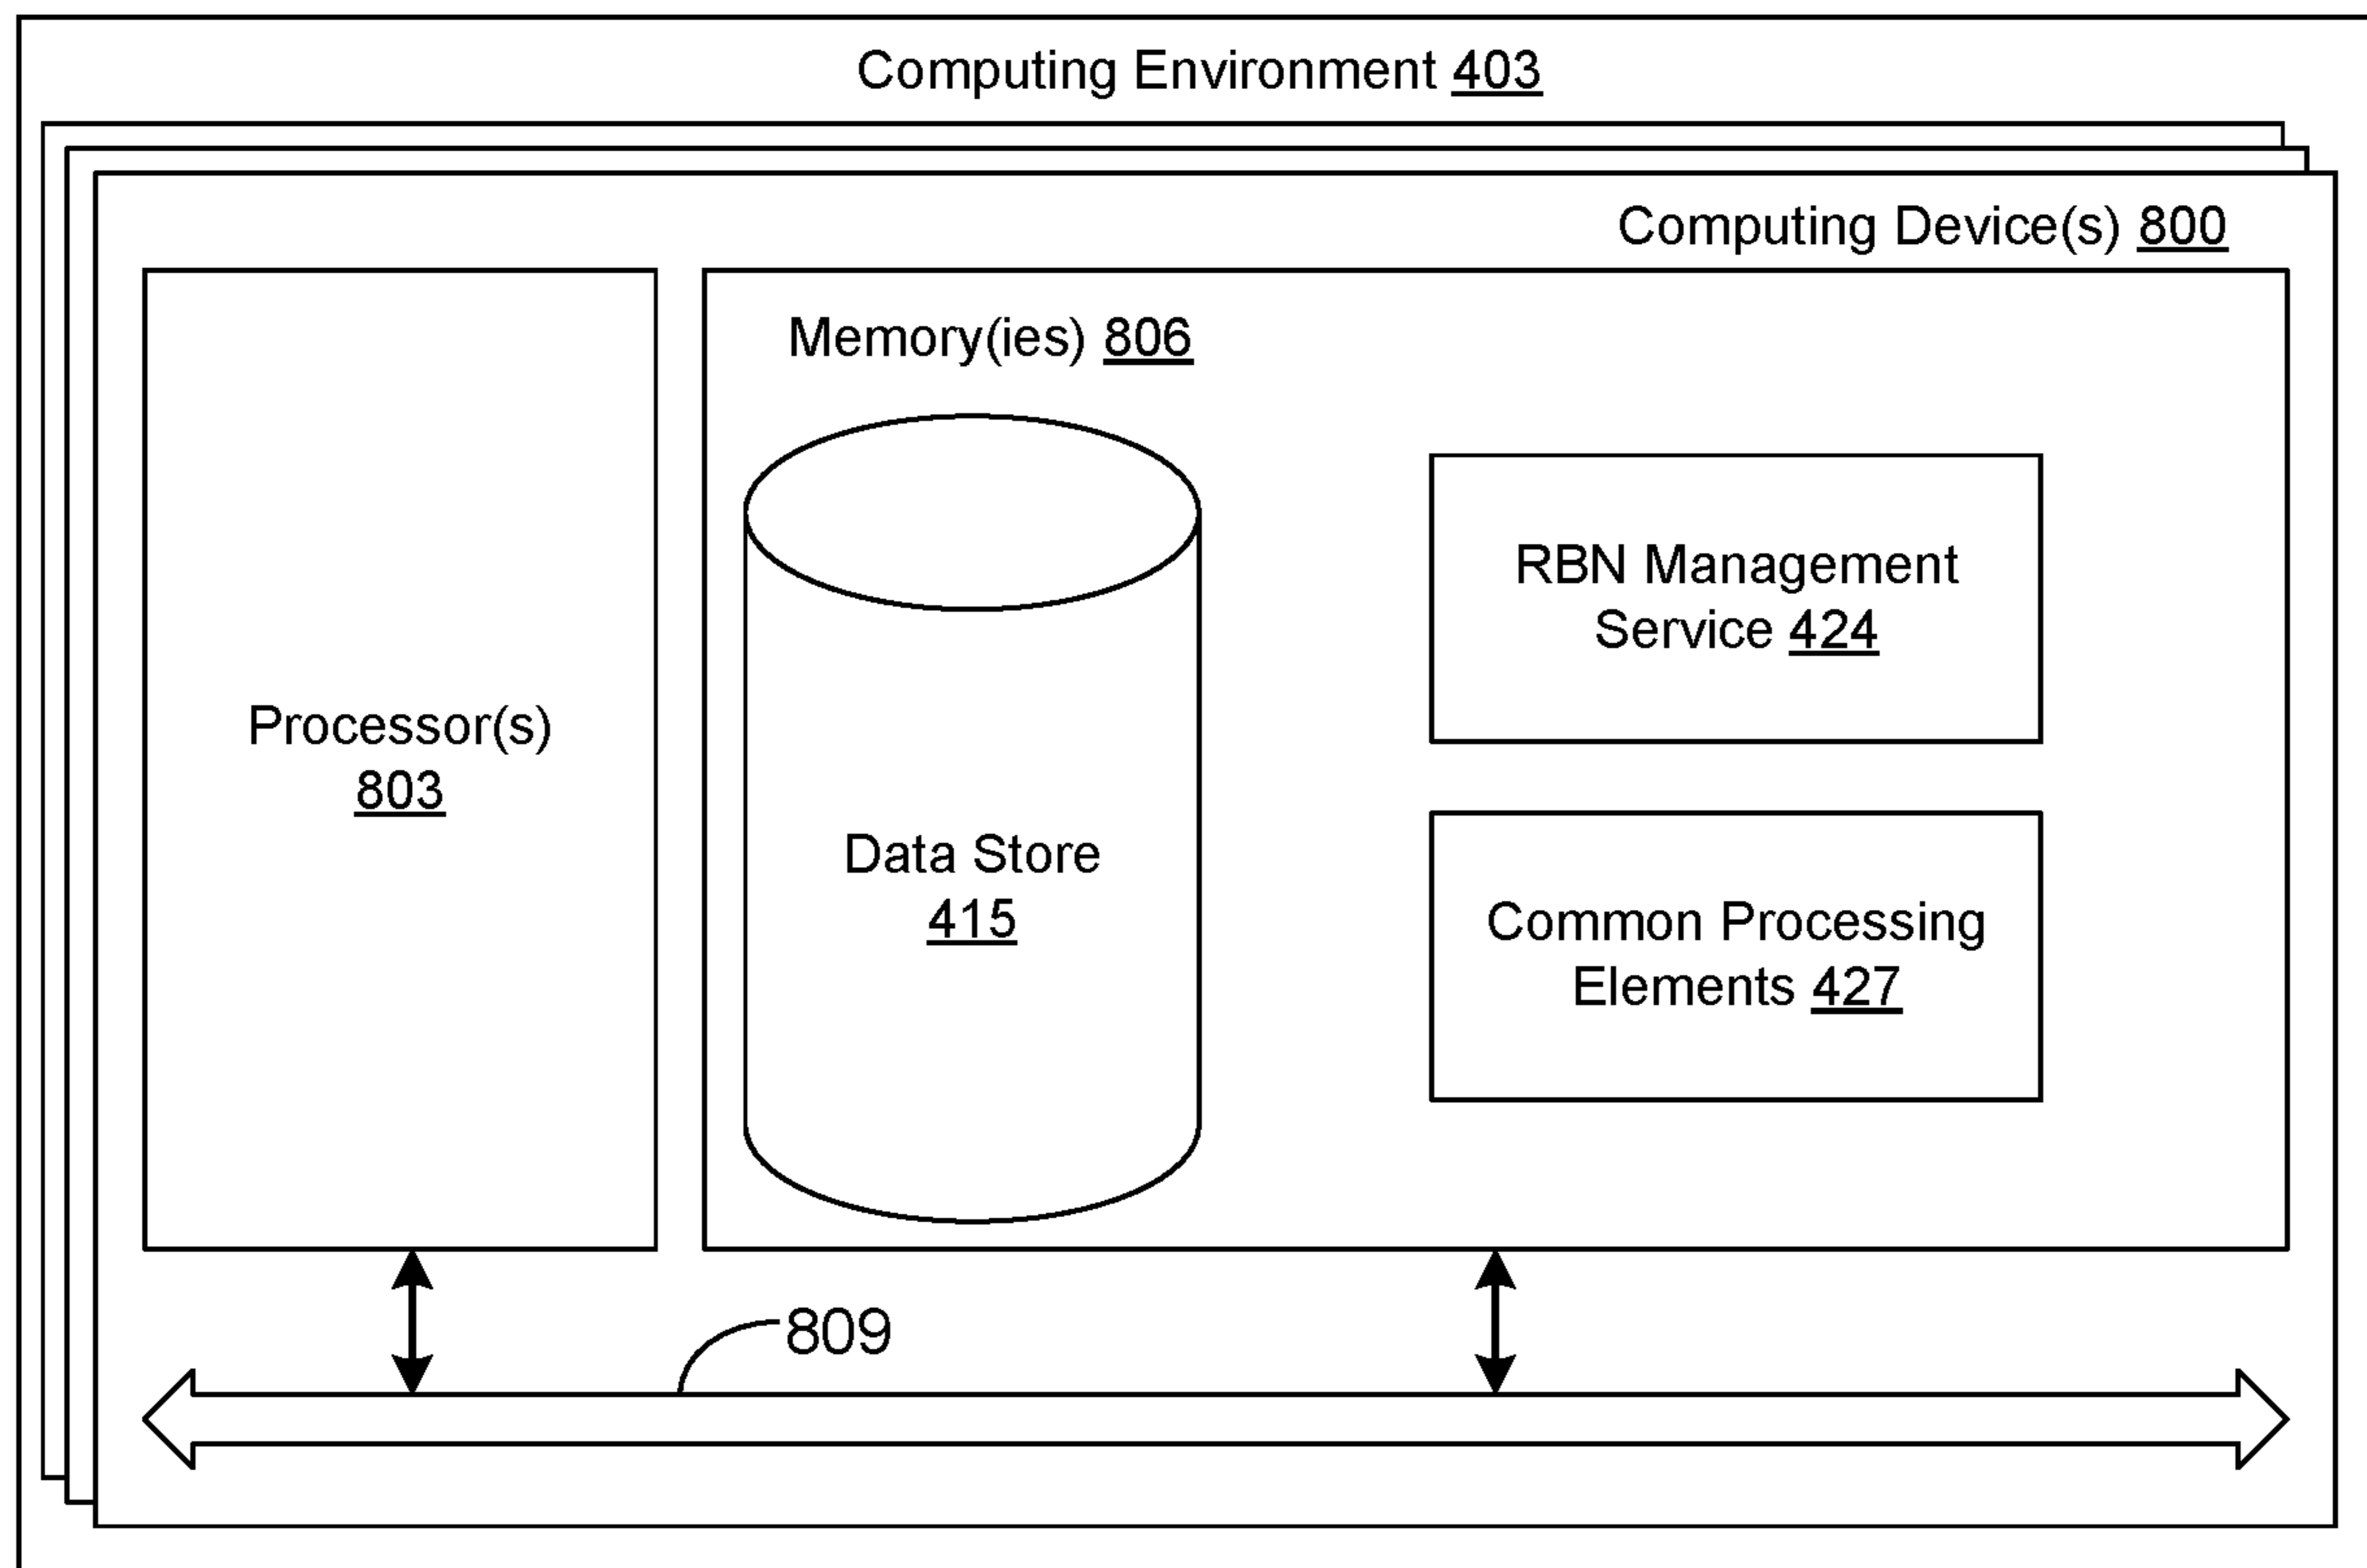 Computing Environment 403
Computing Device(s) 800
Memory(ies) 806
RBN Management
Service 424
Processor(s)
803
Data Store
415
Common Processing
Elements 427
809